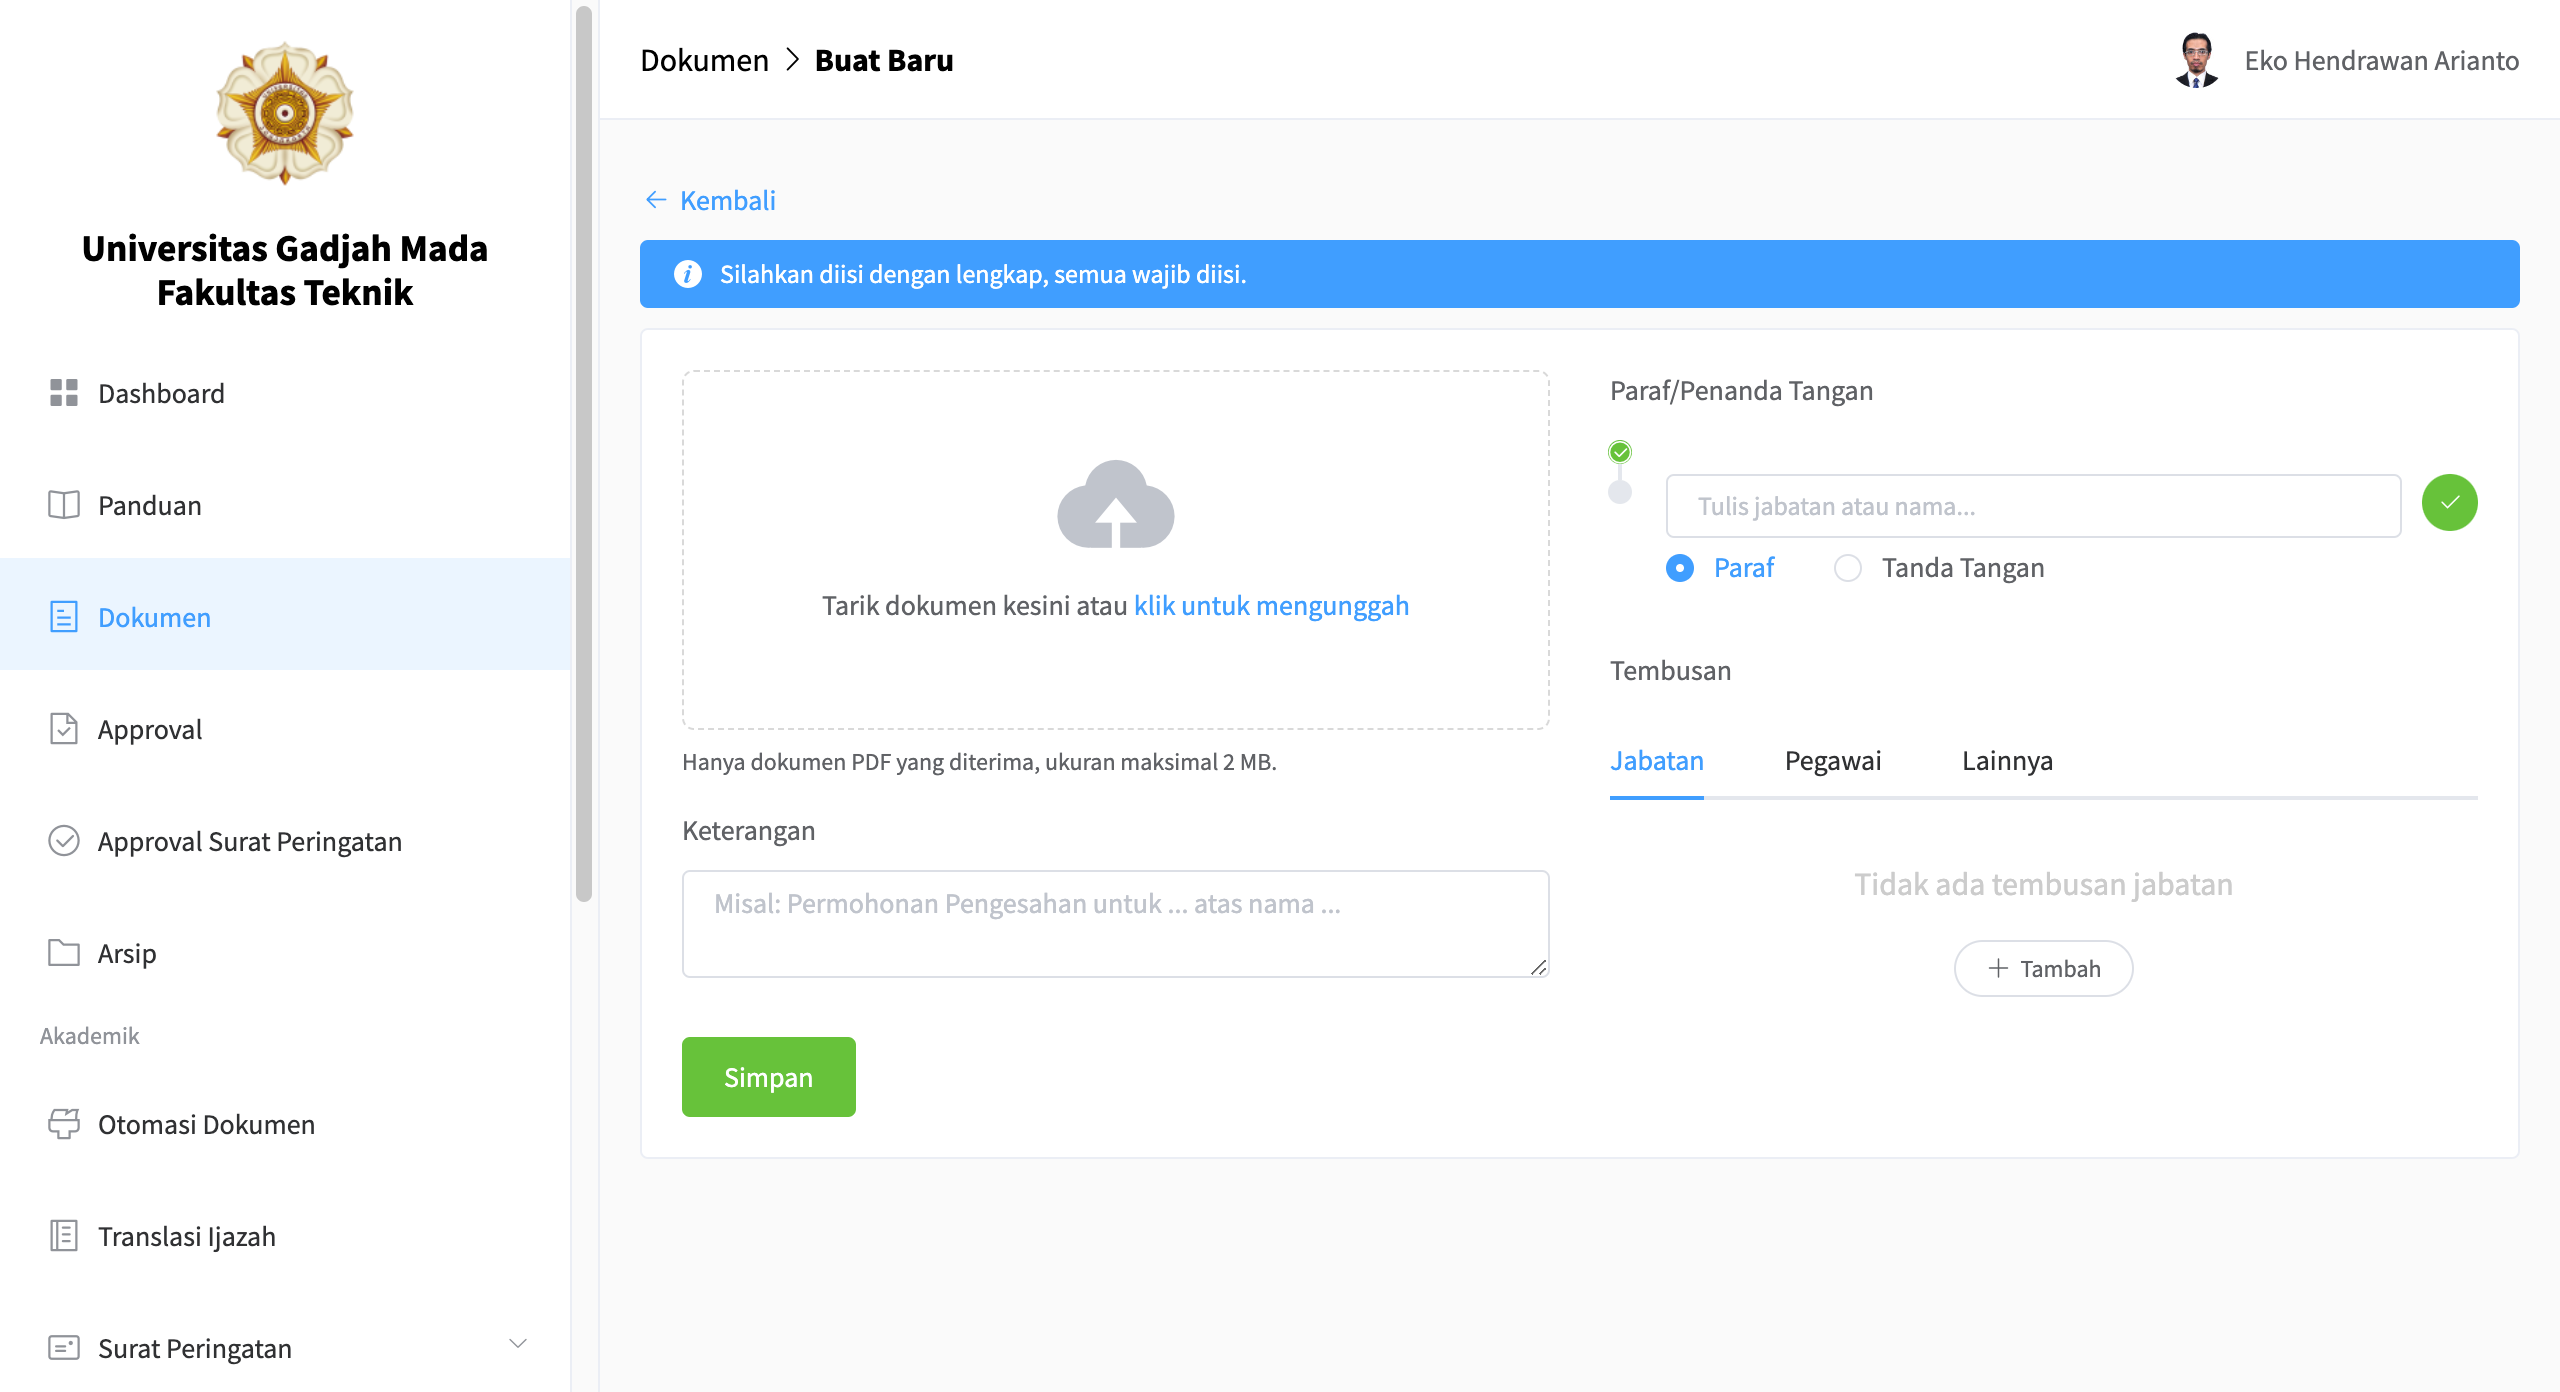 Universitas Gadjah Mada
Fakultas Teknik
Dashboard
Panduan
Dokumen
Approval
Approval Surat Peringatan
Arsip
Akademik
Otomasi Dokumen
Translasi Ijazah
Surat Peringatan
Dokumen > Buat Baru
Eko Hendrawan Arianto
Kembali
Silahkan diisi dengan lengkap, semua wajib diisi.
Tarik dokumen kesini atau klik untuk mengunggah
Hanya dokumen PDF yang diterima, ukuran maksimal 2 MB.
Keterangan
Misal: Permohonan Pengesahan untuk ... atas nama ...
Simpan
Paraf/Penanda Tangan
Tulis jabatan atau nama...
Paraf Tanda Tangan
Tembusan
Jabatan Pegawai Lainnya
Tidak ada tembusan jabatan
Tambah